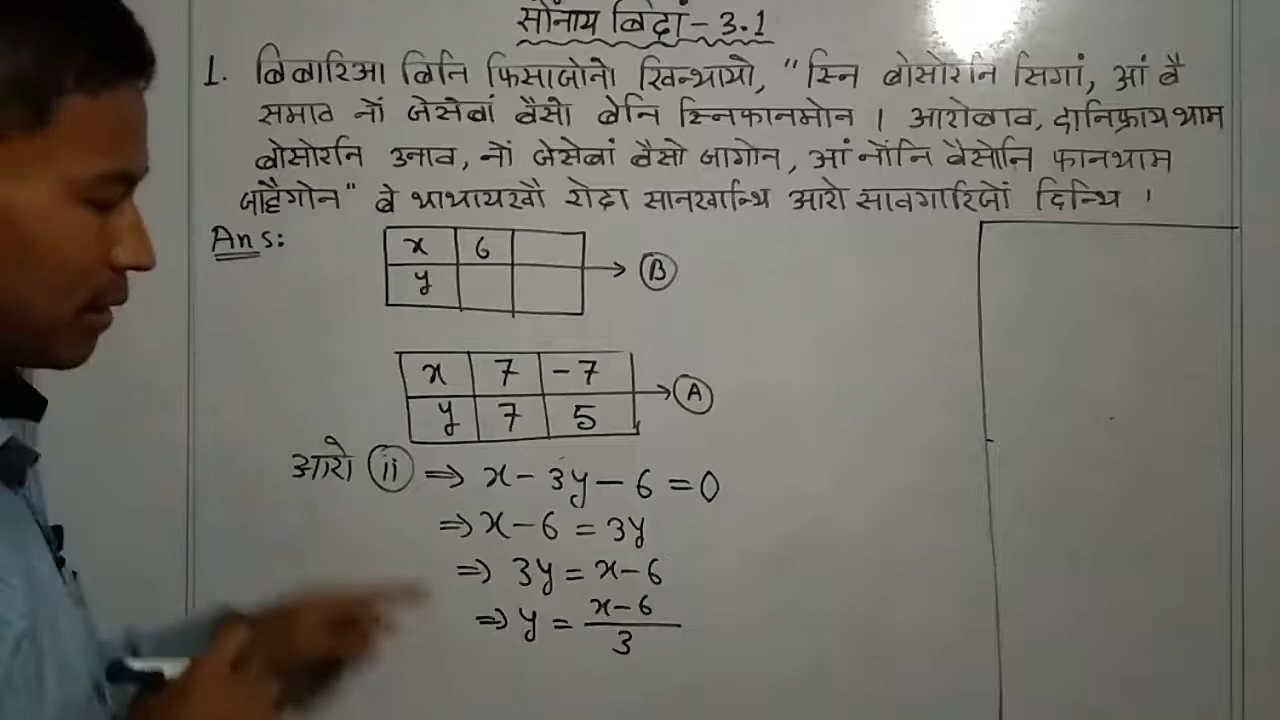 सोंनाय बिद्रां - 3.1
1. बिबारिआ बिनि फिसाजोनो खिन्थायो, "स्नि बोसोरनि सिगां, आं बै
समाव नों जेसेबां बैसो बेनि स्निफानमोन । आरोबाव, दानिफ्राय थाम
बोसोरनि उनाव, नों जेसेबां बैसो जागोन, आं नोंनि बैसोनि फानथाम
जाहैगोन" बे थाथायखौ रोदा सानखान्थि आरो सावगारिजों दिन्थि ।
Ans:
x 6
y
→ B
x 7 -7
y 7 5
→ A
आरो ii ⇒ x - 3y - 6 = 0
⇒ x - 6 = 3y
⇒ 3y = x - 6
⇒ y = x - 6
3